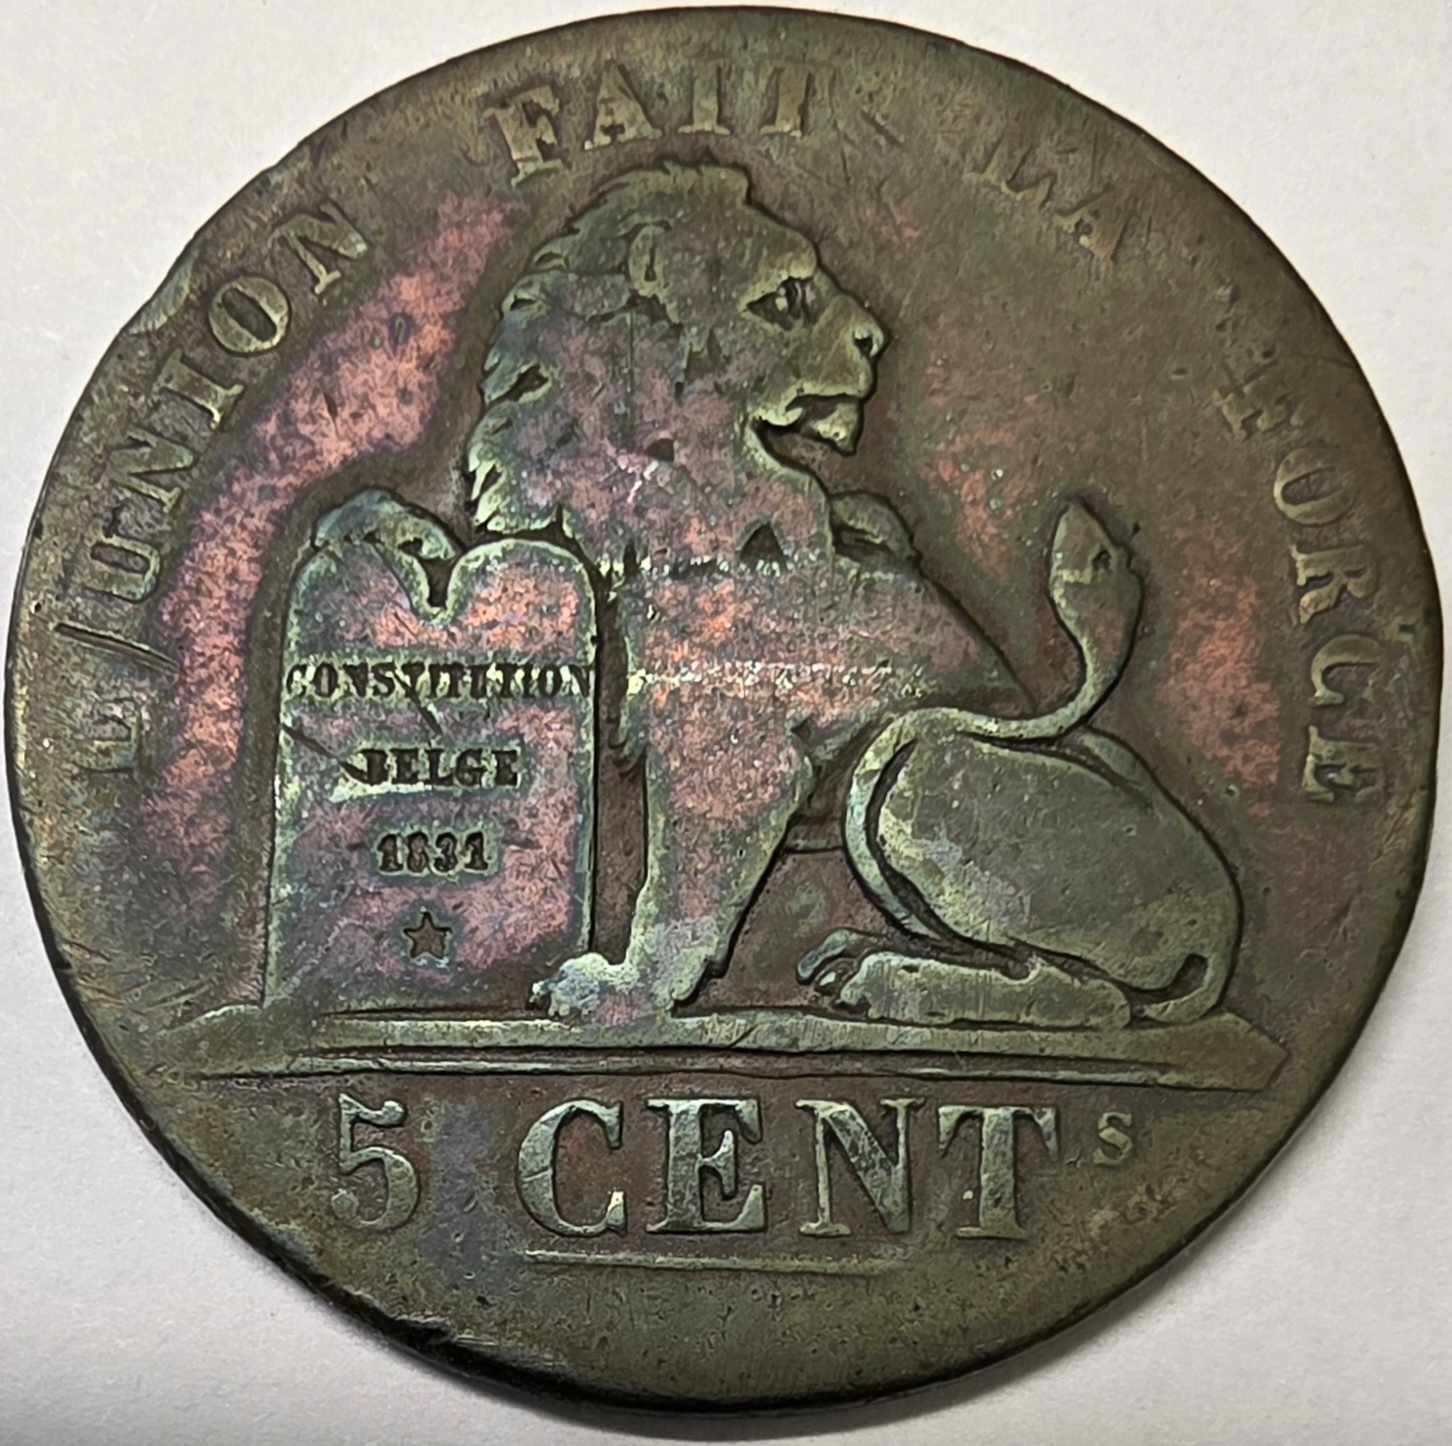 L'UNION FAIT LA FORCE
CONSTITUTION
BELGE
1831
5 CENTS